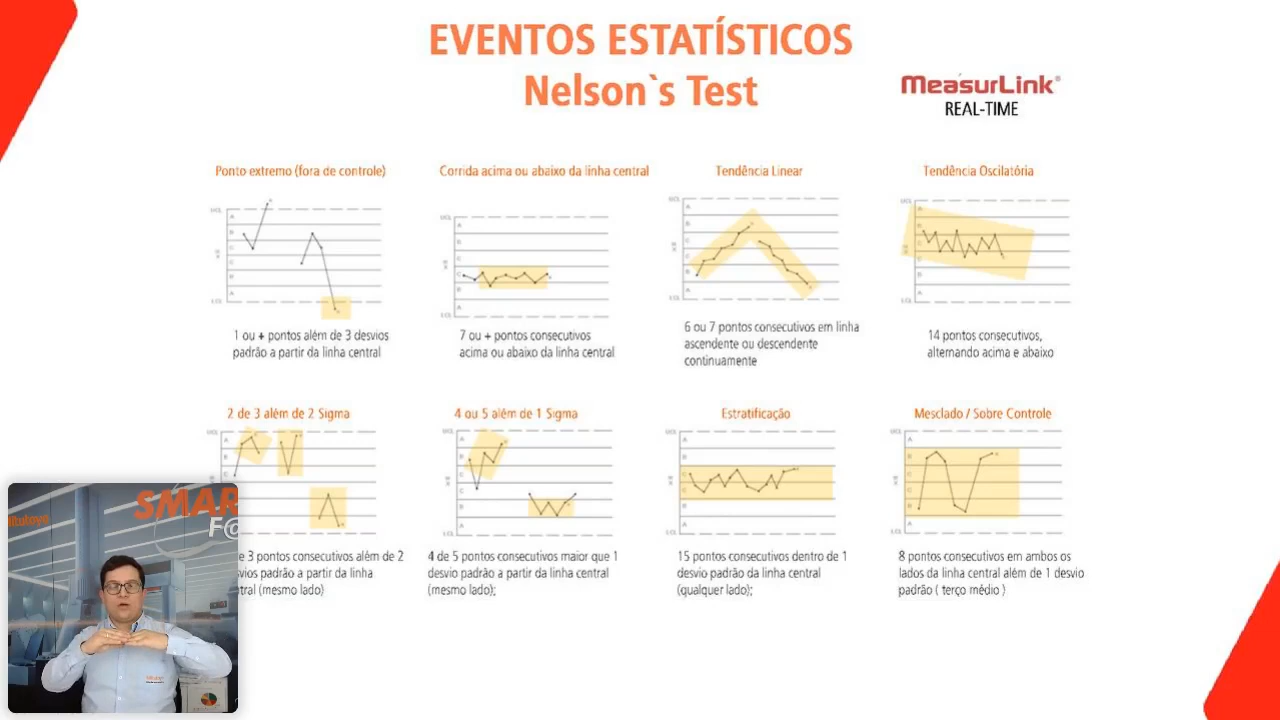 EVENTOS ESTATÍSTICOS
Nelson`s Test
MeasurLink®
REAL-TIME
Ponto extremo (fora de controle)
Corrida acima ou abaixo da linha central
Tendência Linear
Tendência Oscilatória
1 ou + pontos além de 3 desvios
padrão a partir da linha central
7 ou + pontos consecutivos
acima ou abaixo da linha central
6 ou 7 pontos consecutivos em linha
ascendente ou descendente
continuamente
14 pontos consecutivos,
alternando acima e abaixo
2 de 3 além de 2 Sigma
4 ou 5 além de 1 Sigma
Estratificação
Mesclado / Sobre Controle
3 pontos consecutivos além de 2
padrão a partir da linha
(mesmo lado)
4 de 5 pontos consecutivos maior que 1
desvio padrão a partir da linha central
(mesmo lado);
15 pontos consecutivos dentro de 1
desvio padrão da linha central
(qualquer lado);
8 pontos consecutivos em ambos os
lados da linha central além de 1 desvio
padrão ( terço médio )
Mitutoyo
SMAR
F@